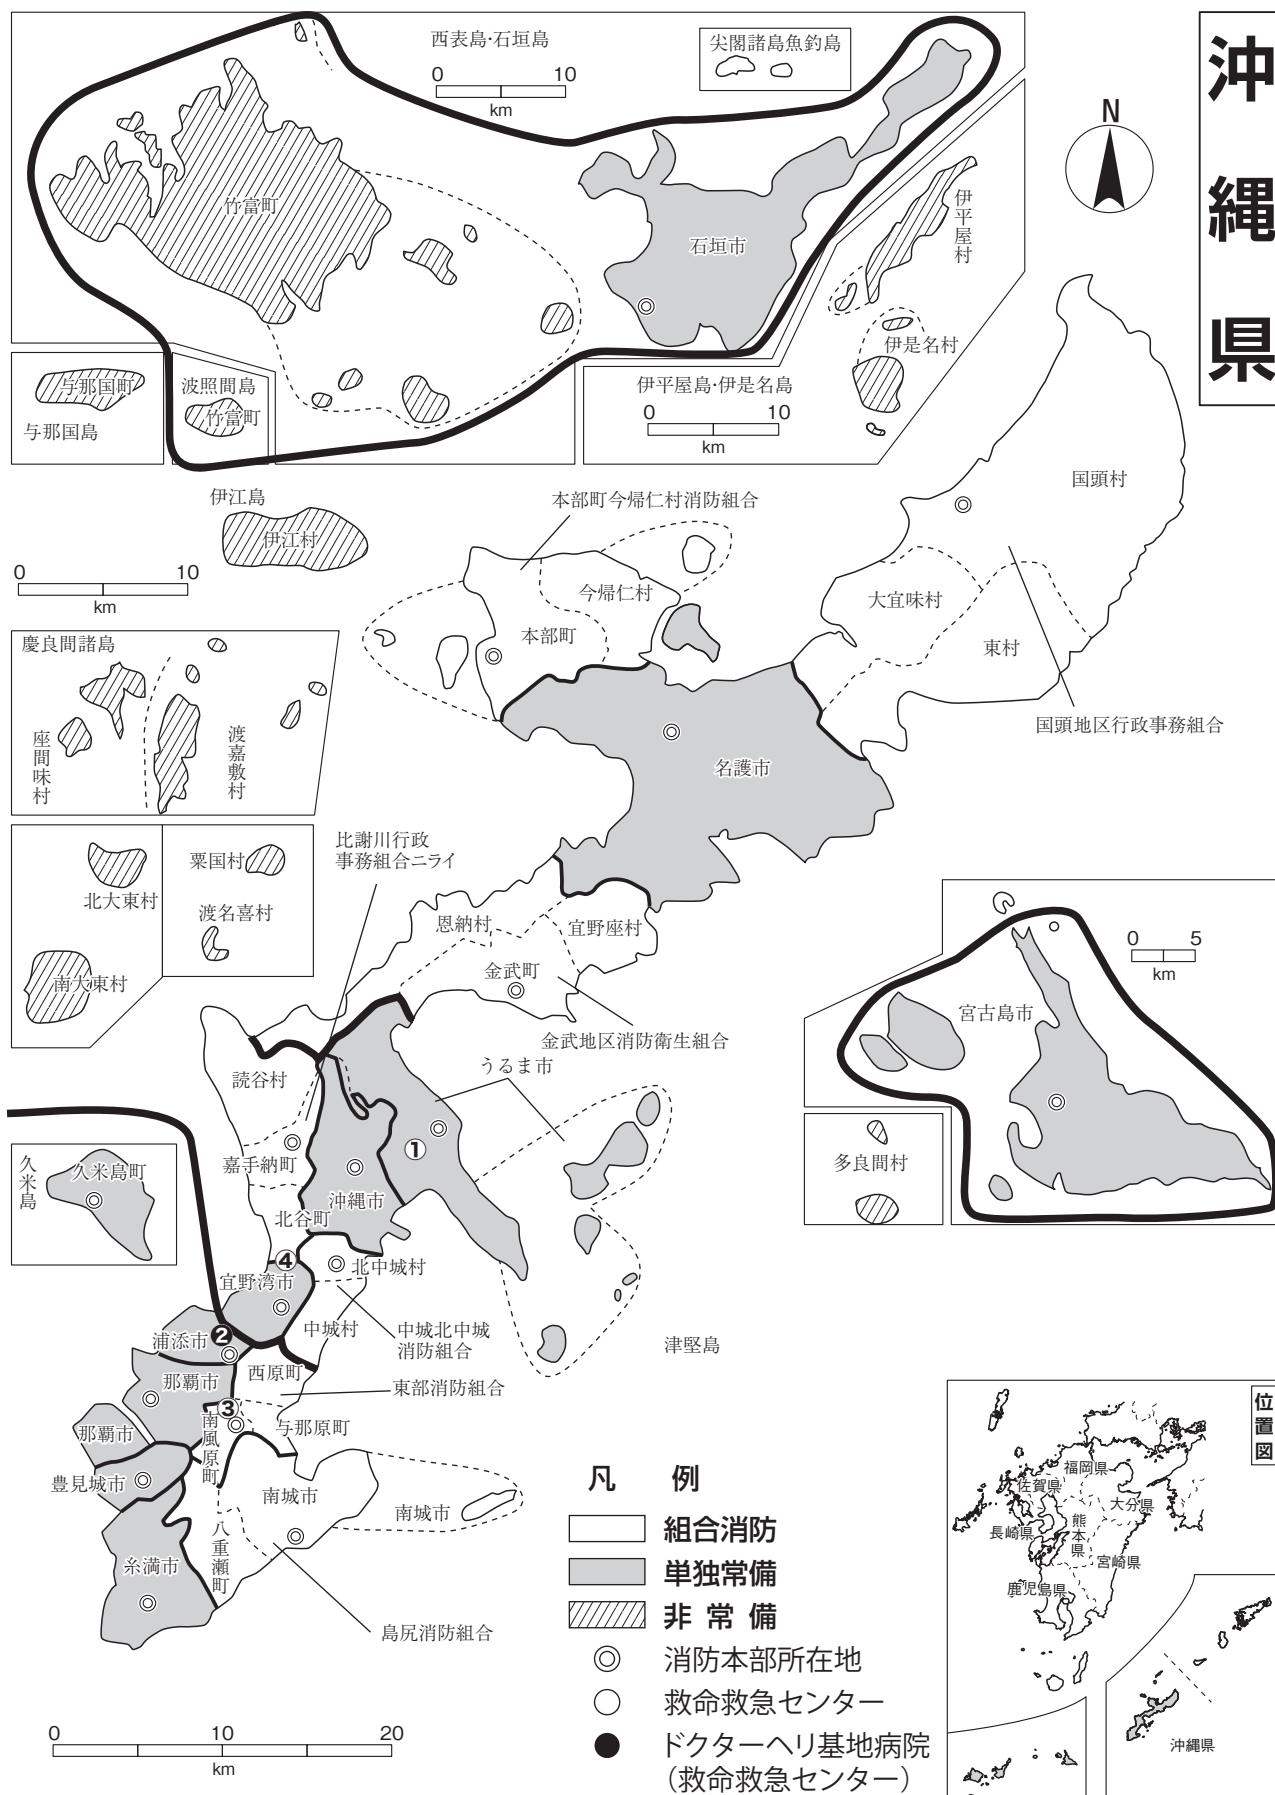 沖縄県
西表島・石垣島
0 10
km
尖閣諸島魚釣島
N
竹富町
石垣市
伊平屋村
伊是名村
与那国町
与那国島
波照間島
竹富町
伊平屋島・伊是名島
0 10
km
伊江島
伊江村
0 10
km
本部町今帰仁村消防組合
今帰仁村
本部町
国頭村
大宜味村
東村
国頭地区行政事務組合
名護市
慶良間諸島
座間味村
渡嘉敷村
北大東村
南大東村
粟国村
渡名喜村
比謝川行政
事務組合ニライ
恩納村
宜野座村
金武町
金武地区消防衛生組合
うるま市
宮古島市
0 5
km
多良間村
読谷村
嘉手納町
①
沖縄市
北谷町
久米島
久米島町
④
宜野湾市
北中城村
中城村
中城北中城
消防組合
津堅島
浦添市
❷
那覇市
西原町
東部消防組合
③
南風原町
与那原町
那覇市
豊見城市
南城市
南城市
八重瀬町
糸満市
島尻消防組合
凡 例
組合消防
単独常備
非常備
消防本部所在地
救命救急センター
ドクターヘリ基地病院
（救命救急センター）
0 10 20
km
位置図
福岡県
佐賀県
大分県
長崎県
熊本県
宮崎県
鹿児島県
沖縄県